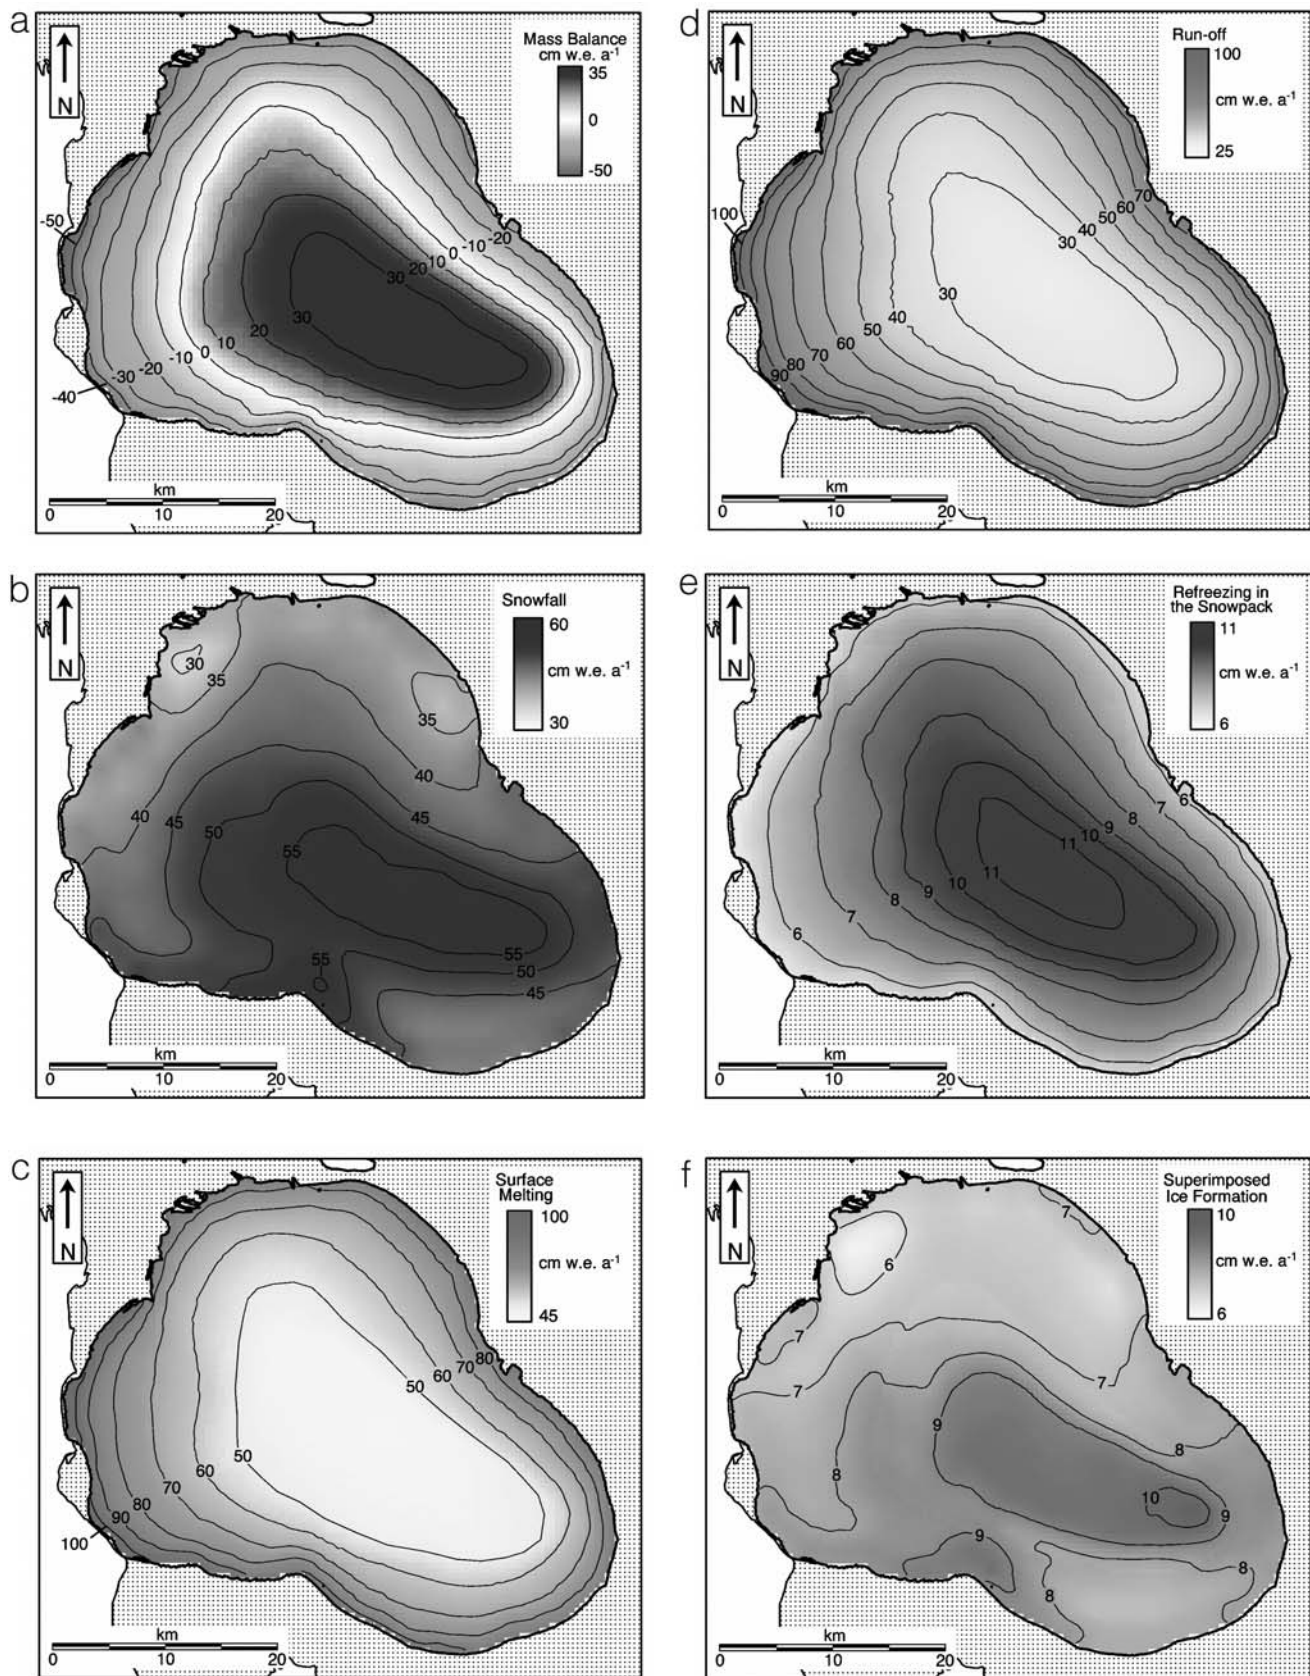 a
N
Mass Balance
cm w.e. a⁻¹
35
0
-50
-50
-40
-30
-20
-10
0
10
20
30
30
20
10
0
-10
-20
km
0 10 20
d
N
Run-off
100
cm w.e. a⁻¹
25
100
90
80
70
60
50
40
30
30
40
50
60
70
km
0 10 20
b
N
Snowfall
60
cm w.e. a⁻¹
30
30
35
35
40
40
45
45
50
55
55
55
50
45
km
0 10 20
e
N
Refreezing in
the Snowpack
11
cm w.e. a⁻¹
6
6
7
8
9
10
11
11
10
9
8
7
6
km
0 10 20
c
N
Surface
Melting
100
cm w.e. a⁻¹
45
100
90
80
70
60
50
50
60
70
80
km
0 10 20
f
N
Superimposed
Ice Formation
10
cm w.e. a⁻¹
6
7
6
7
7
7
8
9
8
10
9
9
8
8
km
0 10 20